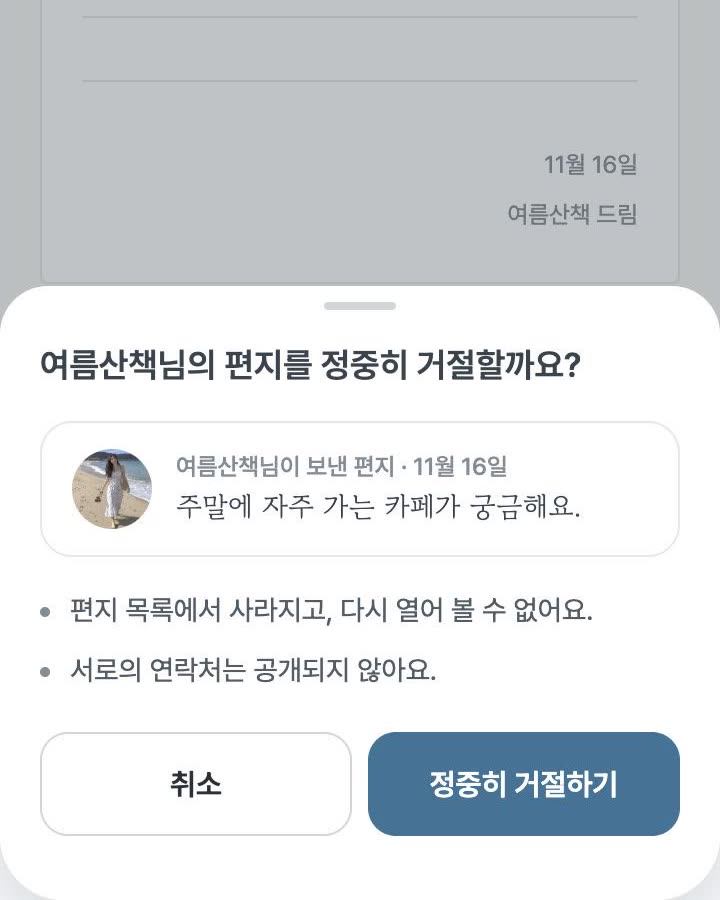 11월 16일
여름산책 드림
여름산책님의 편지를 정중히 거절할까요?
여름산책님이 보낸 편지 · 11월 16일
주말에 자주 가는 카페가 궁금해요.
• 편지 목록에서 사라지고, 다시 열어 볼 수 없어요.
• 서로의 연락처는 공개되지 않아요.
취소
정중히 거절하기